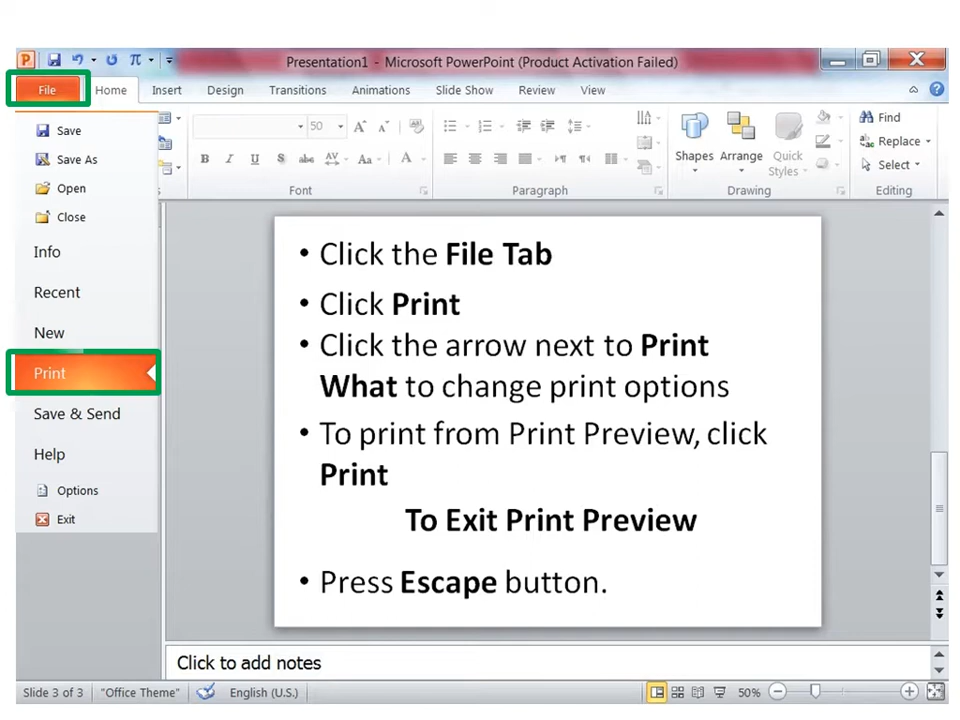 Presentation1 - Microsoft PowerPoint (Product Activation Failed)
File Home Insert Design Transitions Animations Slide Show Review View
Save
Save As
Open
Close
Info
Recent
New
Print
Save & Send
Help
Options
Exit
50
B I U S abc AV Aa A
Font
Paragraph
Shapes Arrange Quick Styles
Drawing
Find
Replace
Select
Editing
• Click the File Tab
• Click Print
• Click the arrow next to Print
What to change print options
• To print from Print Preview, click
Print
To Exit Print Preview
• Press Escape button.
Click to add notes
Slide 3 of 3 "Office Theme" English (U.S.) 50%